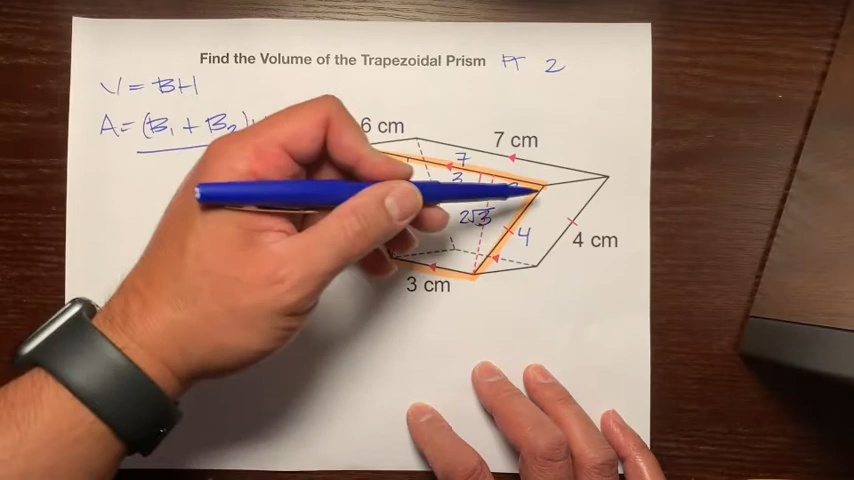 Find the Volume of the Trapezoidal Prism PT 2
V = BH
A = (B1 + B2)
6 cm
7 cm
7
3
2√3
4
4 cm
3 cm